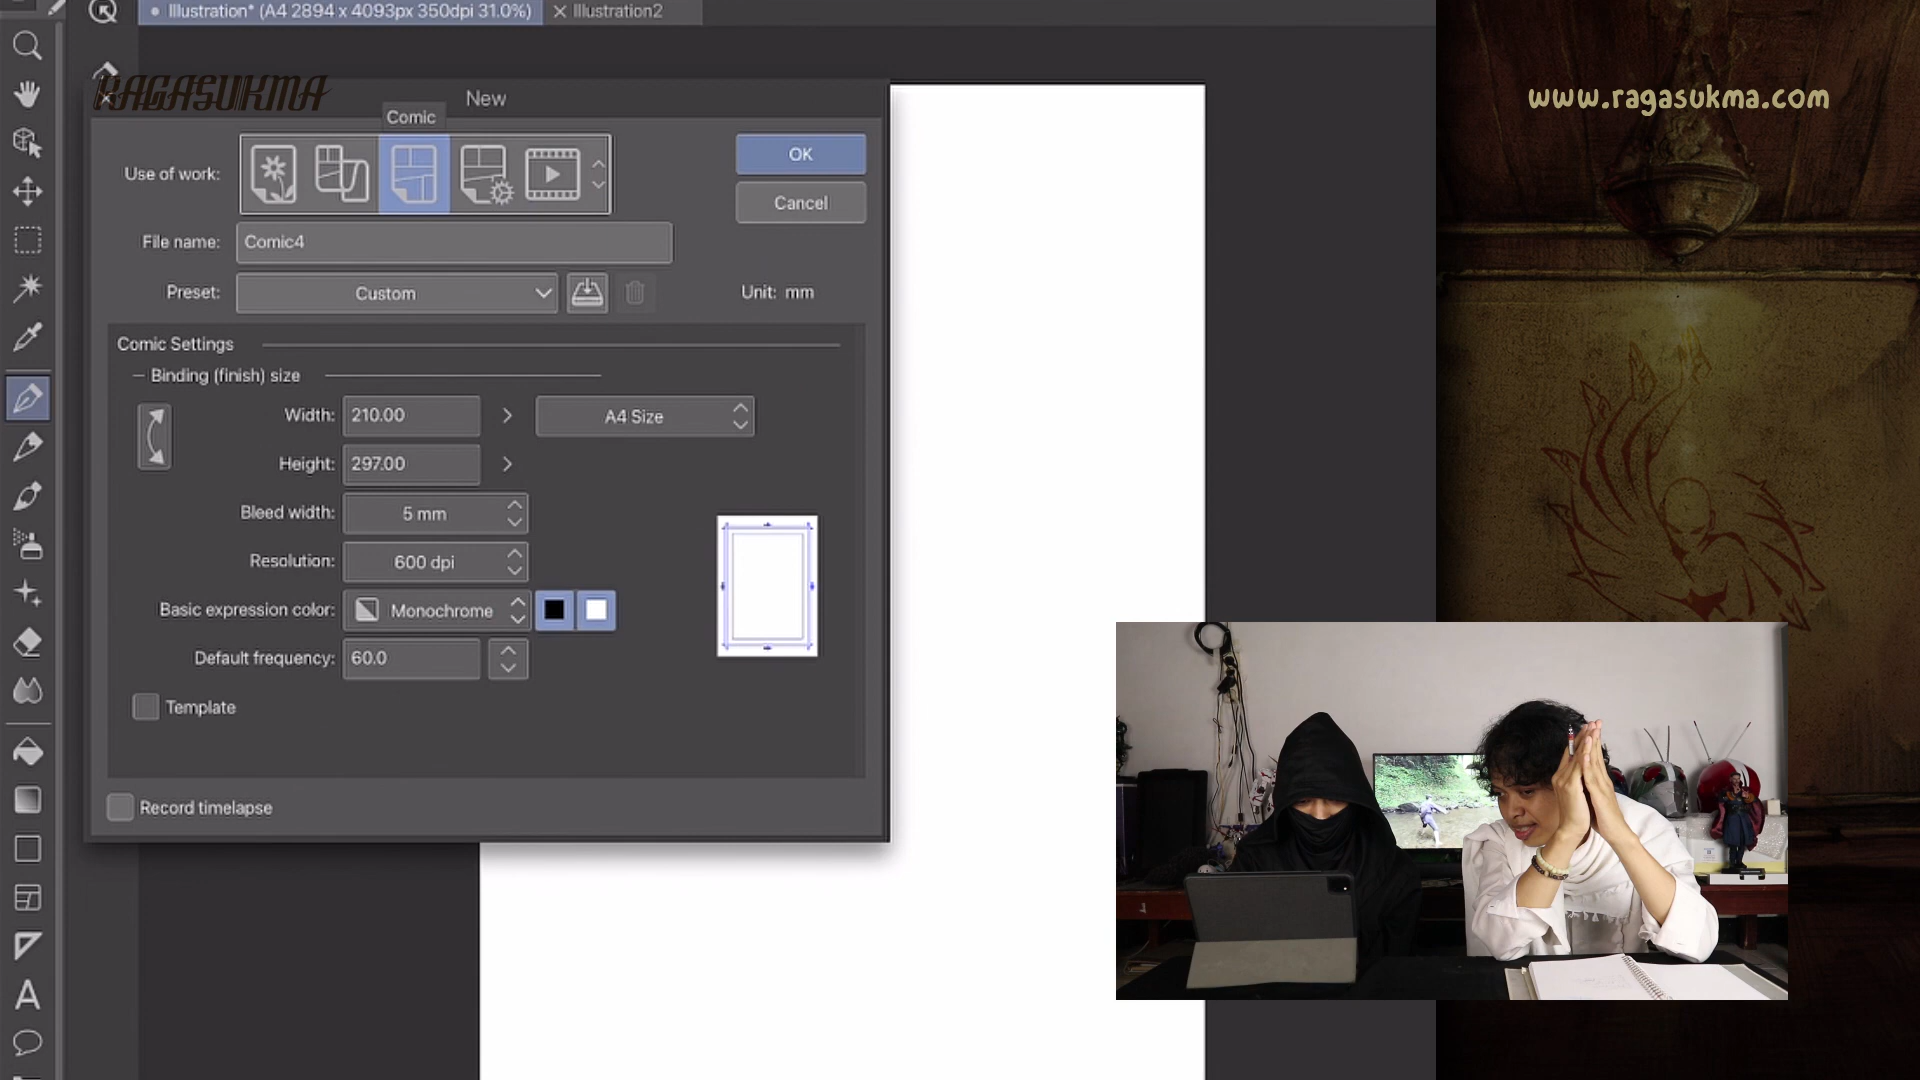 Illustration* (A4 2894 x 4093px 350dpi 31.0%)
Illustration2
RAGASUKMA
www.ragasukma.com
New
Comic
Use of work:
OK
Cancel
File name: Comic4
Preset: Custom
Unit: mm
Comic Settings
Binding (finish) size
Width: 210.00
A4 Size
Height: 297.00
Bleed width: 5 mm
Resolution: 600 dpi
Basic expression color: Monochrome
Default frequency: 60.0
Template
Record timelapse
A